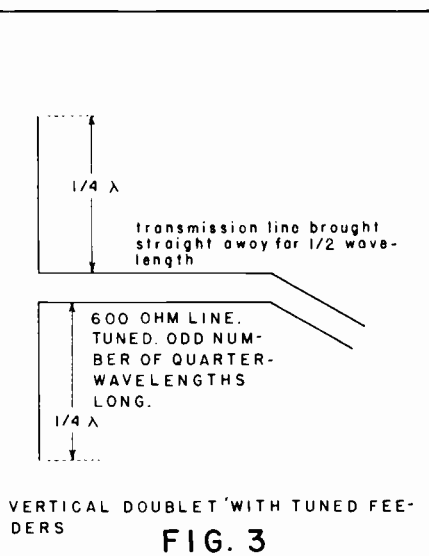 1/4 λ
transmission line brought
straight away for 1/2 wave-
length
600 OHM LINE.
TUNED. ODD NUM-
BER OF QUARTER-
WAVELENGTHS
LONG.
1/4 λ
VERTICAL DOUBLET WITH TUNED FEE-
DERS
FIG. 3